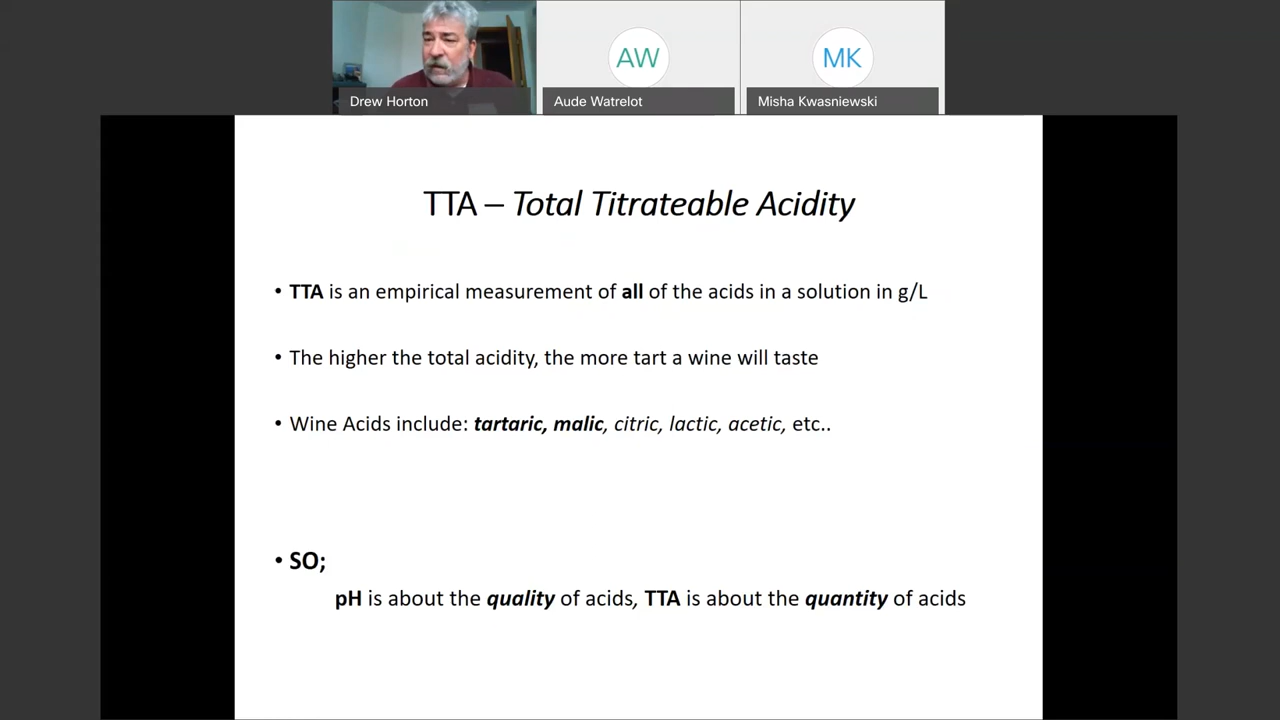 AW
MK
Drew Horton
Aude Watrelot
Misha Kwasniewski
TTA – Total Titrateable Acidity
• TTA is an empirical measurement of all of the acids in a solution in g/L
• The higher the total acidity, the more tart a wine will taste
• Wine Acids include: tartaric, malic, citric, lactic, acetic, etc..
• SO;
pH is about the quality of acids, TTA is about the quantity of acids